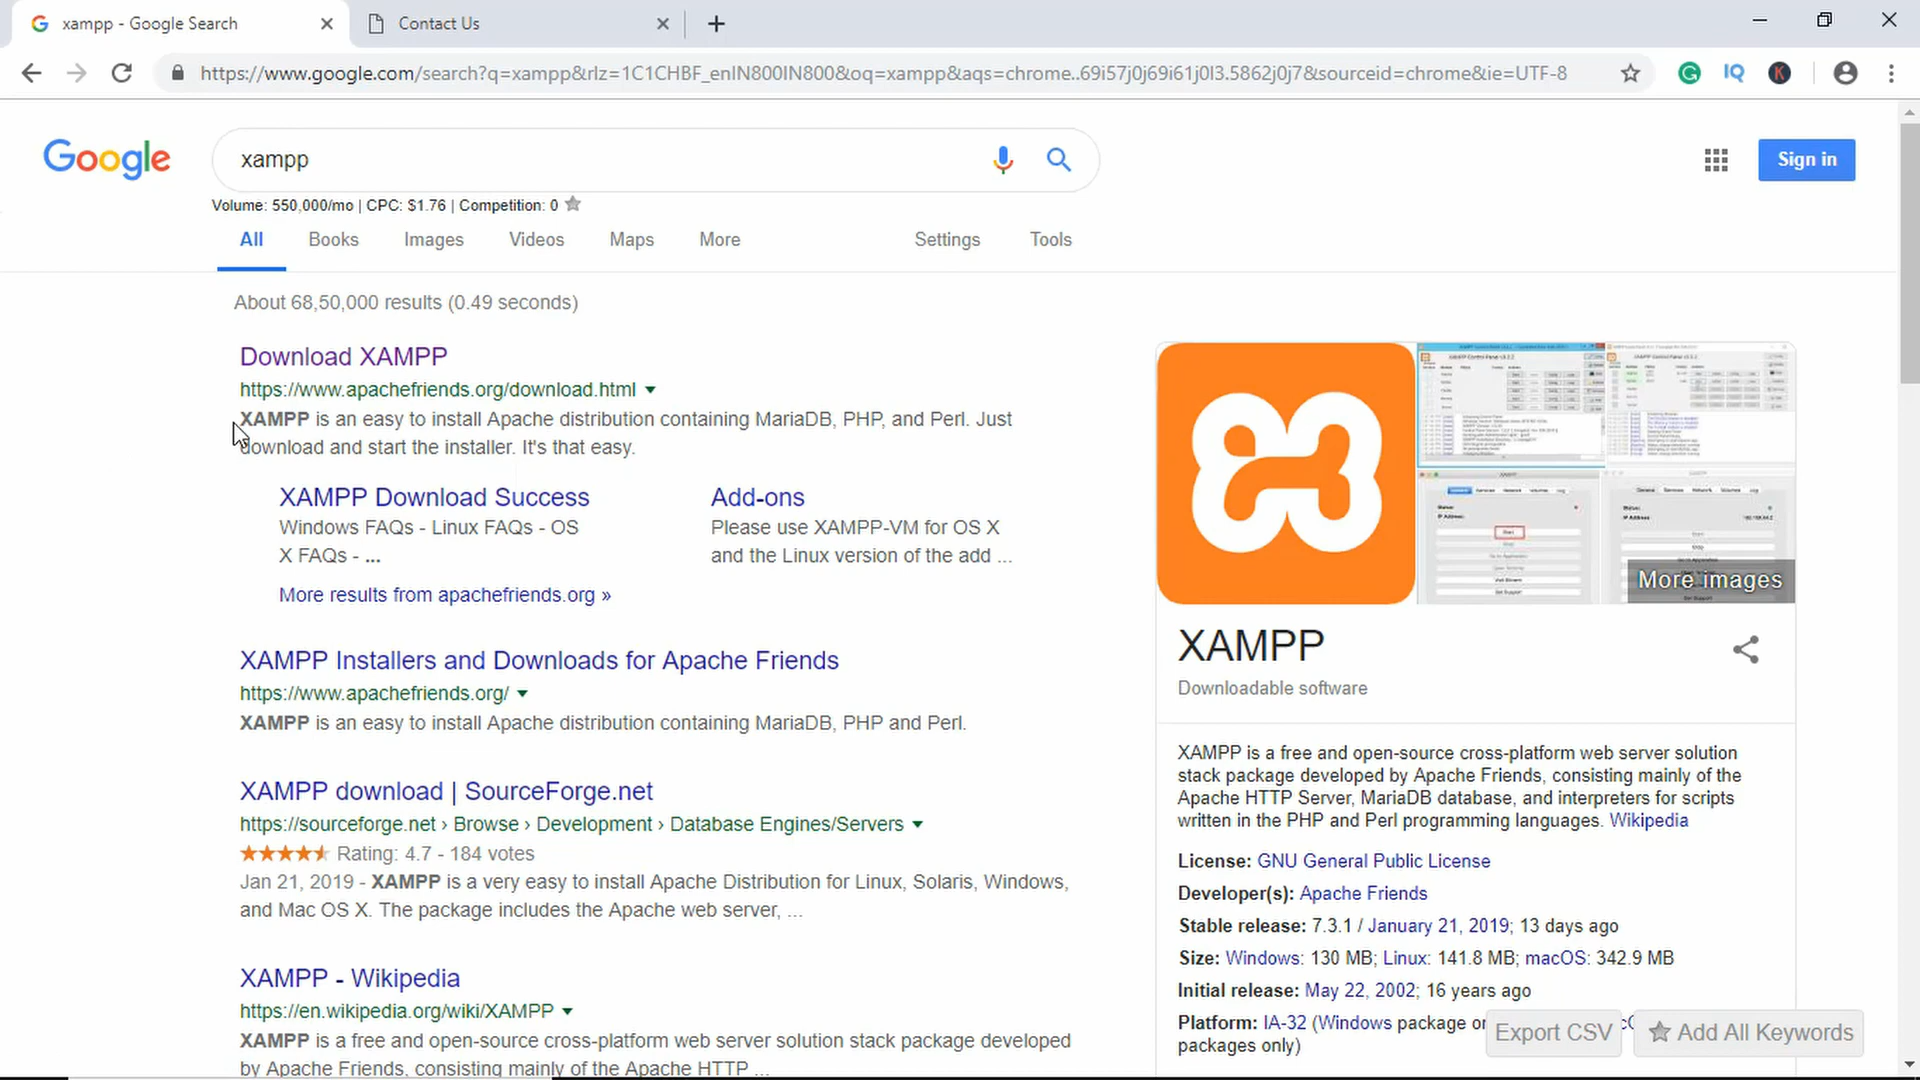 xampp - Google Search
Contact Us
https://www.google.com/search?q=xampp&rlz=1C1CHBF_enIN800IN800&oq=xampp&aqs=chrome..69i57j0j69i61j0l3.5862j0j7&sourceid=chrome&ie=UTF-8
IQ
K
Google
xampp
Sign in
Volume: 550,000/mo | CPC: $1.76 | Competition: 0
All Books Images Videos Maps More Settings Tools
About 68,50,000 results (0.49 seconds)
Download XAMPP
https://www.apachefriends.org/download.html
XAMPP is an easy to install Apache distribution containing MariaDB, PHP, and Perl. Just
download and start the installer. It's that easy.
XAMPP Download Success
Windows FAQs - Linux FAQs - OS
X FAQs - ...
Add-ons
Please use XAMPP-VM for OS X
and the Linux version of the add ...
More results from apachefriends.org »
XAMPP Installers and Downloads for Apache Friends
https://www.apachefriends.org/
XAMPP is an easy to install Apache distribution containing MariaDB, PHP and Perl.
XAMPP download | SourceForge.net
https://sourceforge.net › Browse › Development › Database Engines/Servers
Rating: 4.7 - 184 votes
Jan 21, 2019 - XAMPP is a very easy to install Apache Distribution for Linux, Solaris, Windows,
and Mac OS X. The package includes the Apache web server, ...
XAMPP - Wikipedia
https://en.wikipedia.org/wiki/XAMPP
XAMPP is a free and open-source cross-platform web server solution stack package developed
by Apache Friends, consisting mainly of the Apache HTTP ...
More images
XAMPP
Downloadable software
XAMPP is a free and open-source cross-platform web server solution
stack package developed by Apache Friends, consisting mainly of the
Apache HTTP Server, MariaDB database, and interpreters for scripts
written in the PHP and Perl programming languages. Wikipedia
License: GNU General Public License
Developer(s): Apache Friends
Stable release: 7.3.1 / January 21, 2019; 13 days ago
Size: Windows: 130 MB; Linux: 141.8 MB; macOS: 342.9 MB
Initial release: May 22, 2002; 16 years ago
Platform: IA-32 (Windows package
packages only)
Export CSV
Add All Keywords